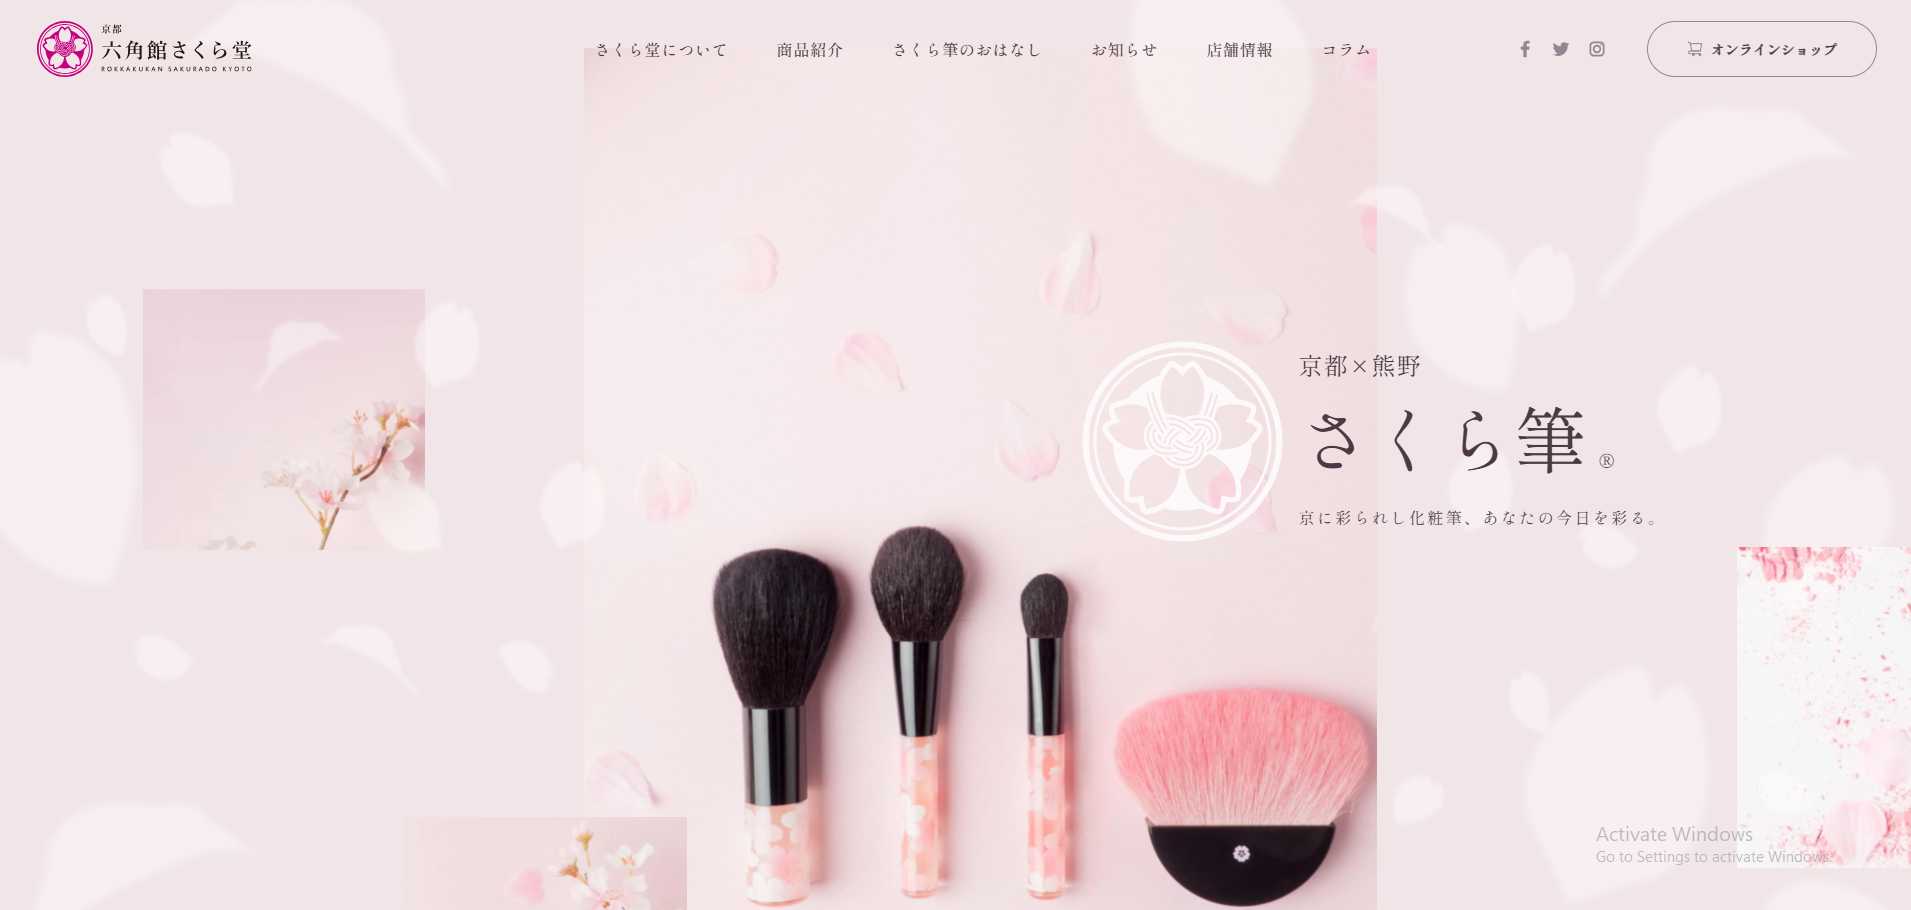 京都
六角館さくら堂
ROKKAKUKAN SAKURADO KYOTO
さくら堂について
商品紹介
さくら筆のおはなし
お知らせ
店舗情報
コラム
オンラインショップ
京都×熊野
さくら筆®
京に彩られし化粧筆、あなたの今日を彩る。
Activate Windows
Go to Settings to activate Windows.